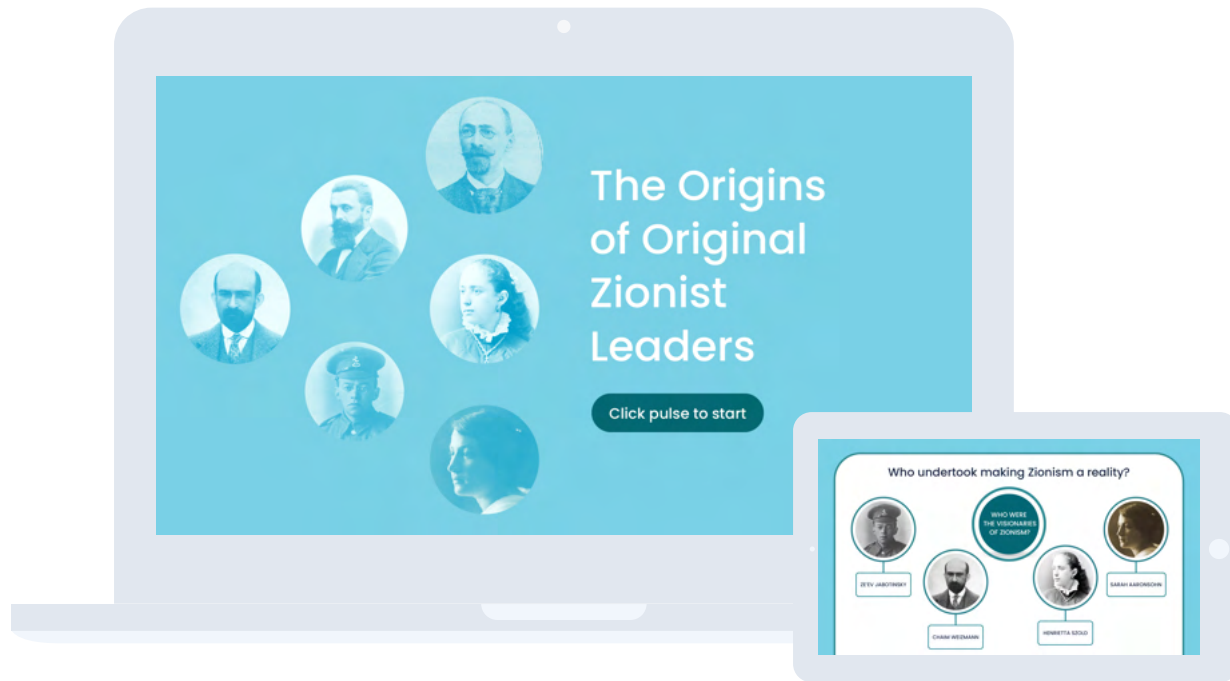 The Origins
of Original
Zionist
Leaders
Click pulse to start
Who undertook making Zionism a reality?
WHO WERE
THE VISIONARIES
OF ZIONISM?
ZE'EV JABOTINSKY
CHAIM WEIZMANN
HENRIETTA SZOLD
SARAH AARONSOHN